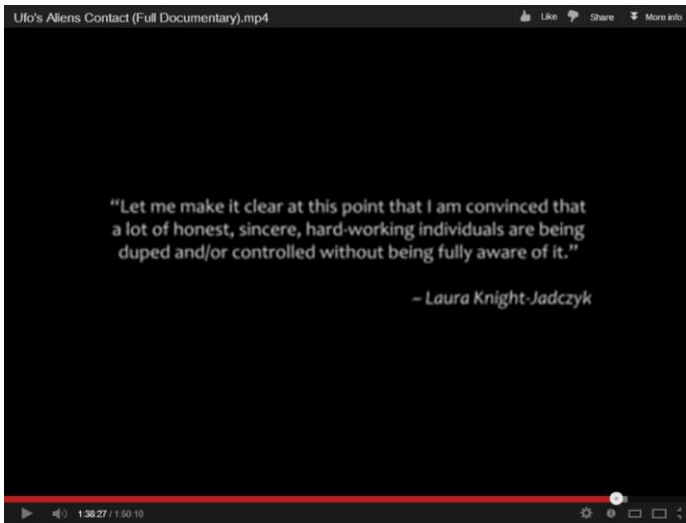 Ufo's Aliens Contact (Full Documentary).mp4
Like Share More info
“Let me make it clear at this point that I am convinced that
a lot of honest, sincere, hard-working individuals are being
duped and/or controlled without being fully aware of it.”
~ Laura Knight-Jadczyk
1:38:27 / 1:50:10